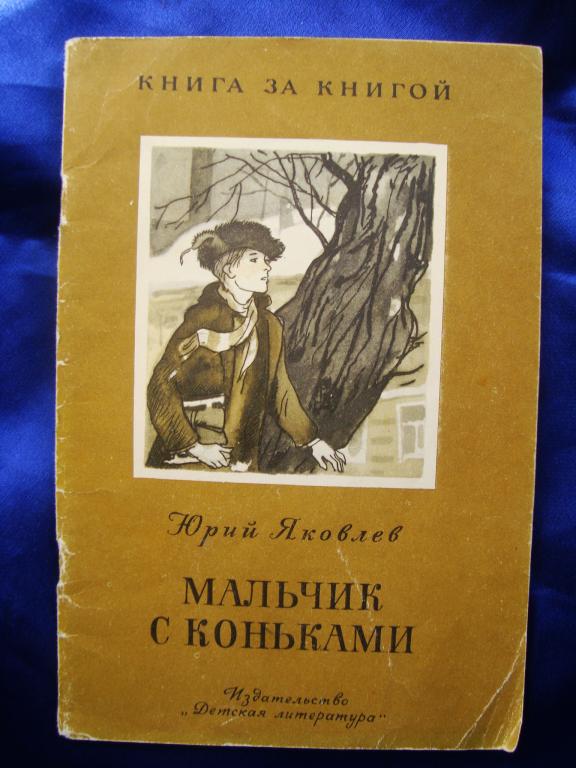 КНИГА ЗА КНИГОЙ
Юрий Яковлев
МАЛЬЧИК
С КОНЬКАМИ
Издательство
„Детская литература"